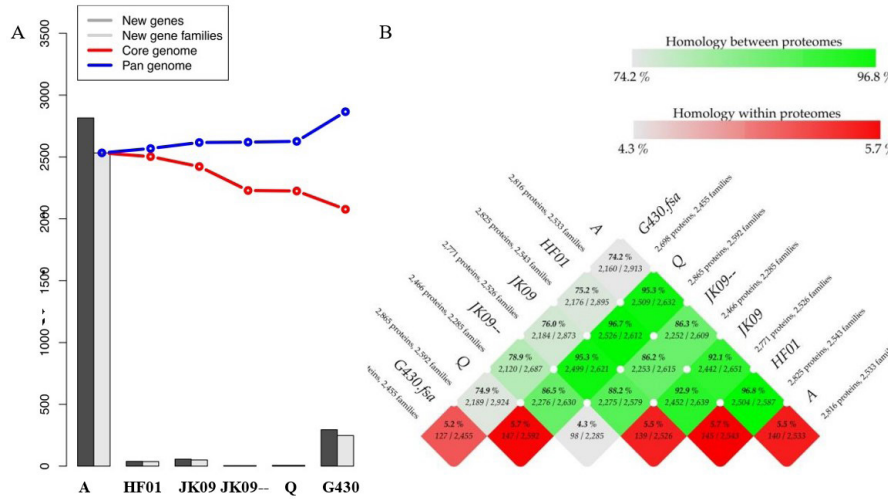 A
New genes
New gene families
Core genome
Pan genome
3500
3000
2500
2000
1500
1000
500
0
A HF01 JK09 JK09-- Q G430
B
Homology between proteomes
74.2 % 96.8 %
Homology within proteomes
4.3 % 5.7 %
2,816 proteins, 2,533 families
A
2,825 proteins, 2,543 families
HF01
2,771 proteins, 2,526 families
JK09
2,466 proteins, 2,285 families
JK09--
2,865 proteins, 2,592 families
Q
2,455 families
G430.fsa
G430.fsa
2,698 proteins, 2,455 families
Q
2,865 proteins, 2,592 families
JK09--
2,466 proteins, 2,285 families
JK09
2,771 proteins, 2,526 families
HF01
2,825 proteins, 2,543 families
A
2,816 proteins, 2,533 families
74.2 %
2,160 / 2,913
75.2 % 95.3 %
2,176 / 2,895 2,509 / 2,632
76.0 % 96.7 % 86.3 %
2,184 / 2,873 2,526 / 2,612 2,252 / 2,609
78.9 % 95.3 % 86.2 % 92.1 %
2,120 / 2,687 2,499 / 2,621 2,253 / 2,615 2,442 / 2,651
74.9 % 86.5 % 88.2 % 92.9 % 96.8 %
2,189 / 2,924 2,276 / 2,630 2,275 / 2,579 2,452 / 2,639 2,504 / 2,587
5.2 % 5.7 % 4.3 % 5.5 % 5.7 % 5.5 %
127 / 2,455 147 / 2,592 98 / 2,285 139 / 2,526 145 / 2,543 140 / 2,533